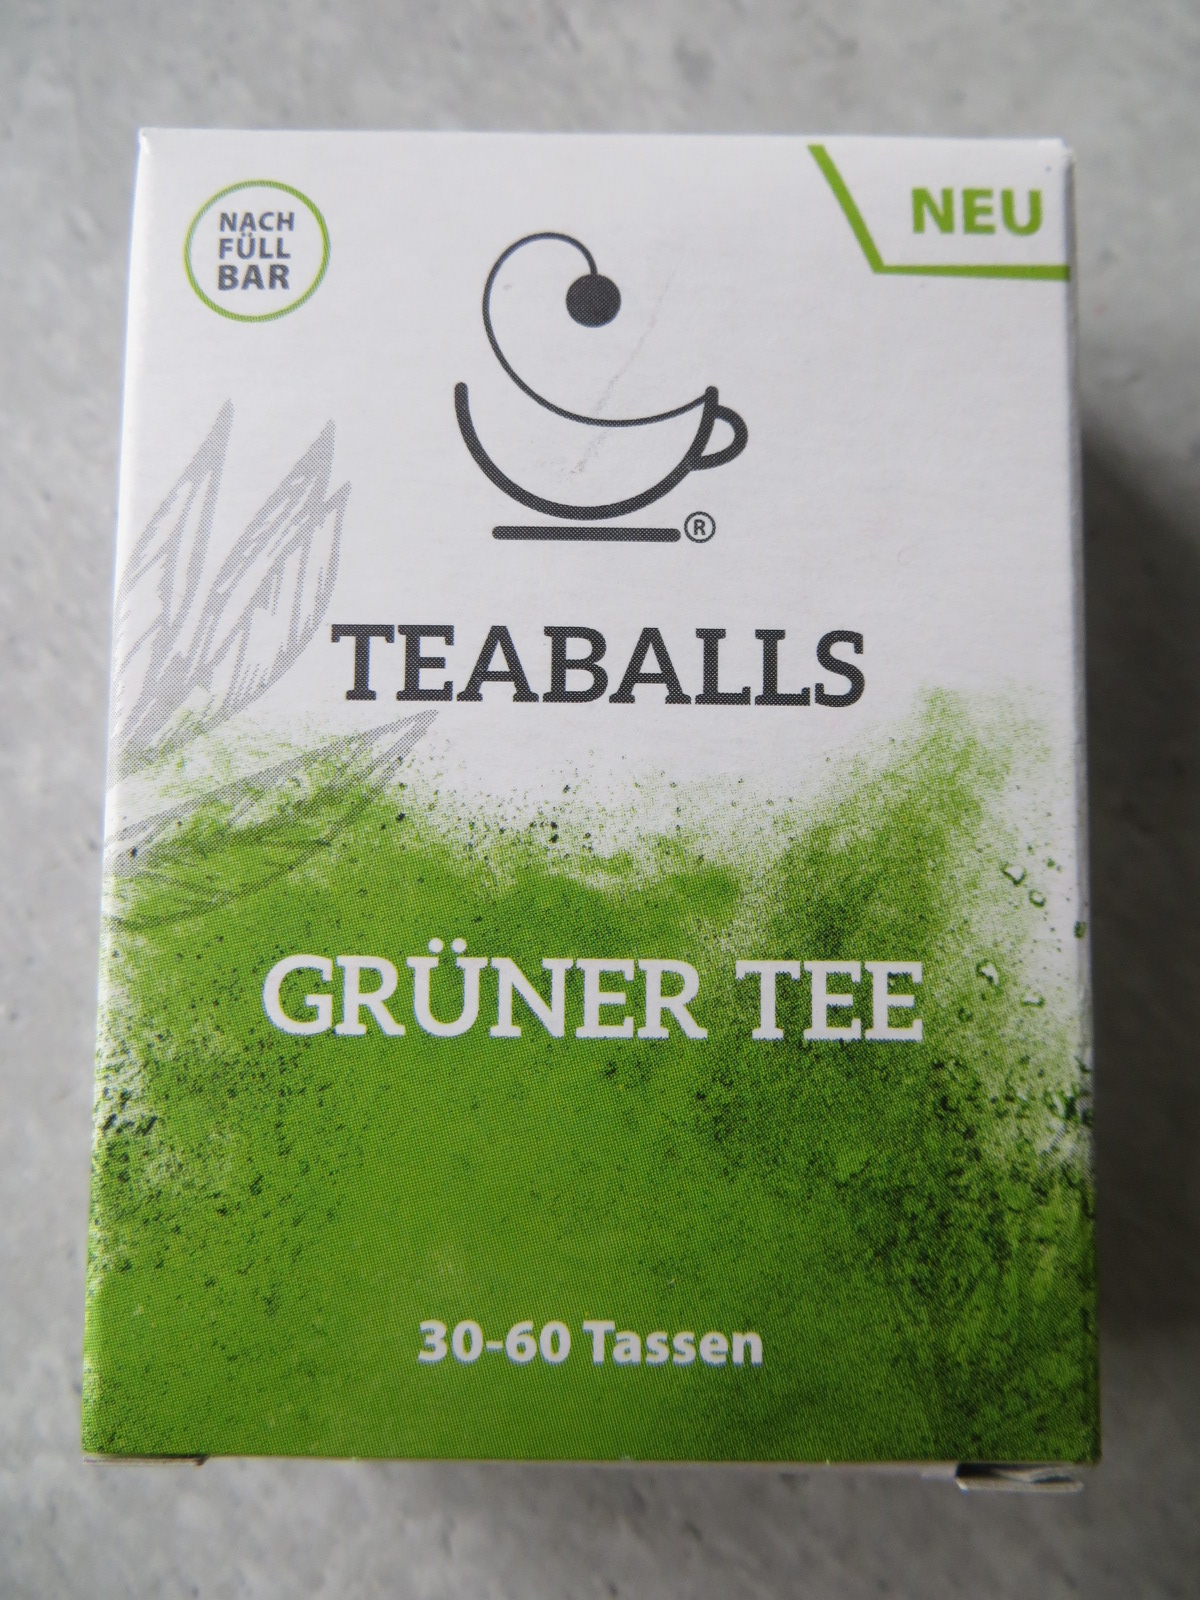 NACH
FÜLL
BAR
NEU
®
TEABALLS
GRÜNER TEE
30-60 Tassen